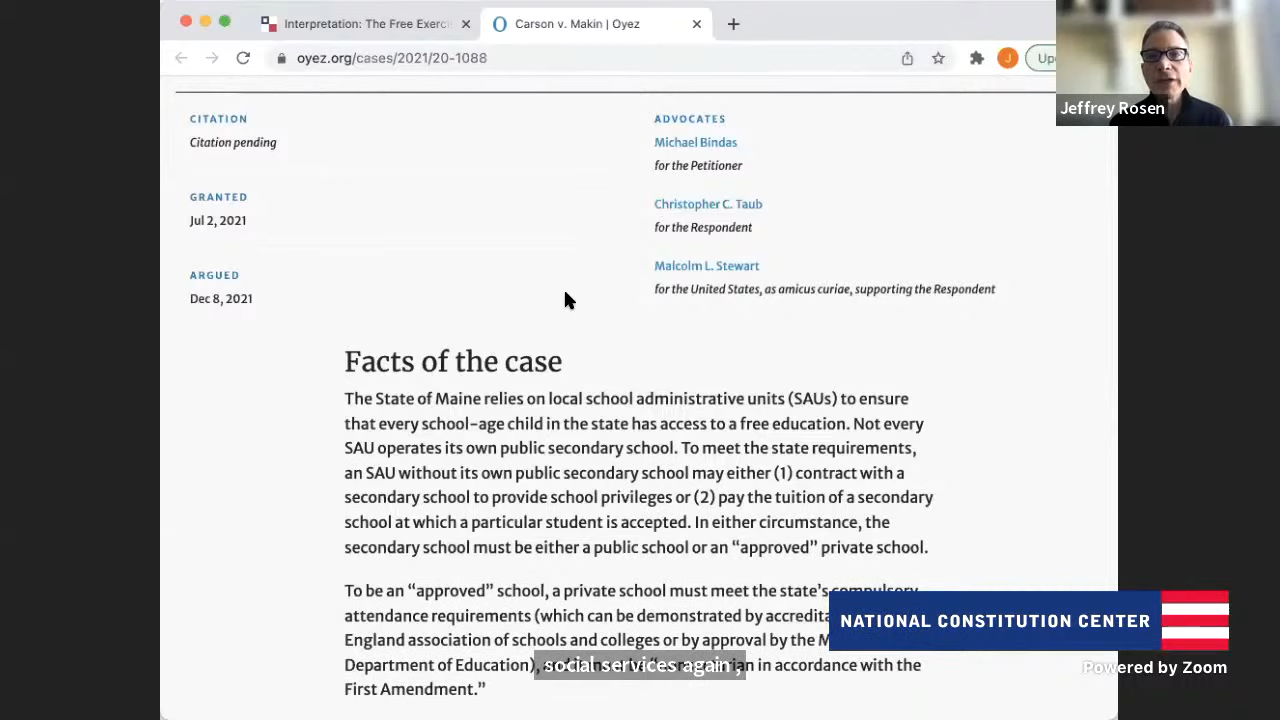 Interpretation: The Free Exerci
Carson v. Makin | Oyez
oyez.org/cases/2021/20-1088
J
Up
Jeffrey Rosen
CITATION
Citation pending
GRANTED
Jul 2, 2021
ARGUED
Dec 8, 2021
ADVOCATES
Michael Bindas
for the Petitioner
Christopher C. Taub
for the Respondent
Malcolm L. Stewart
for the United States, as amicus curiae, supporting the Respondent
Facts of the case
The State of Maine relies on local school administrative units (SAUs) to ensure
that every school-age child in the state has access to a free education. Not every
SAU operates its own public secondary school. To meet the state requirements,
an SAU without its own public secondary school may either (1) contract with a
secondary school to provide school privileges or (2) pay the tuition of a secondary
school at which a particular student is accepted. In either circumstance, the
secondary school must be either a public school or an “approved” private school.
To be an “approved” school, a private school must meet the state’s compulsory
attendance requirements (which can be demonstrated by accredita
England association of schools and colleges or by approval by the M
Department of Education), in accordance with the
First Amendment.”
social services again,
NATIONAL CONSTITUTION CENTER
Powered by Zoom